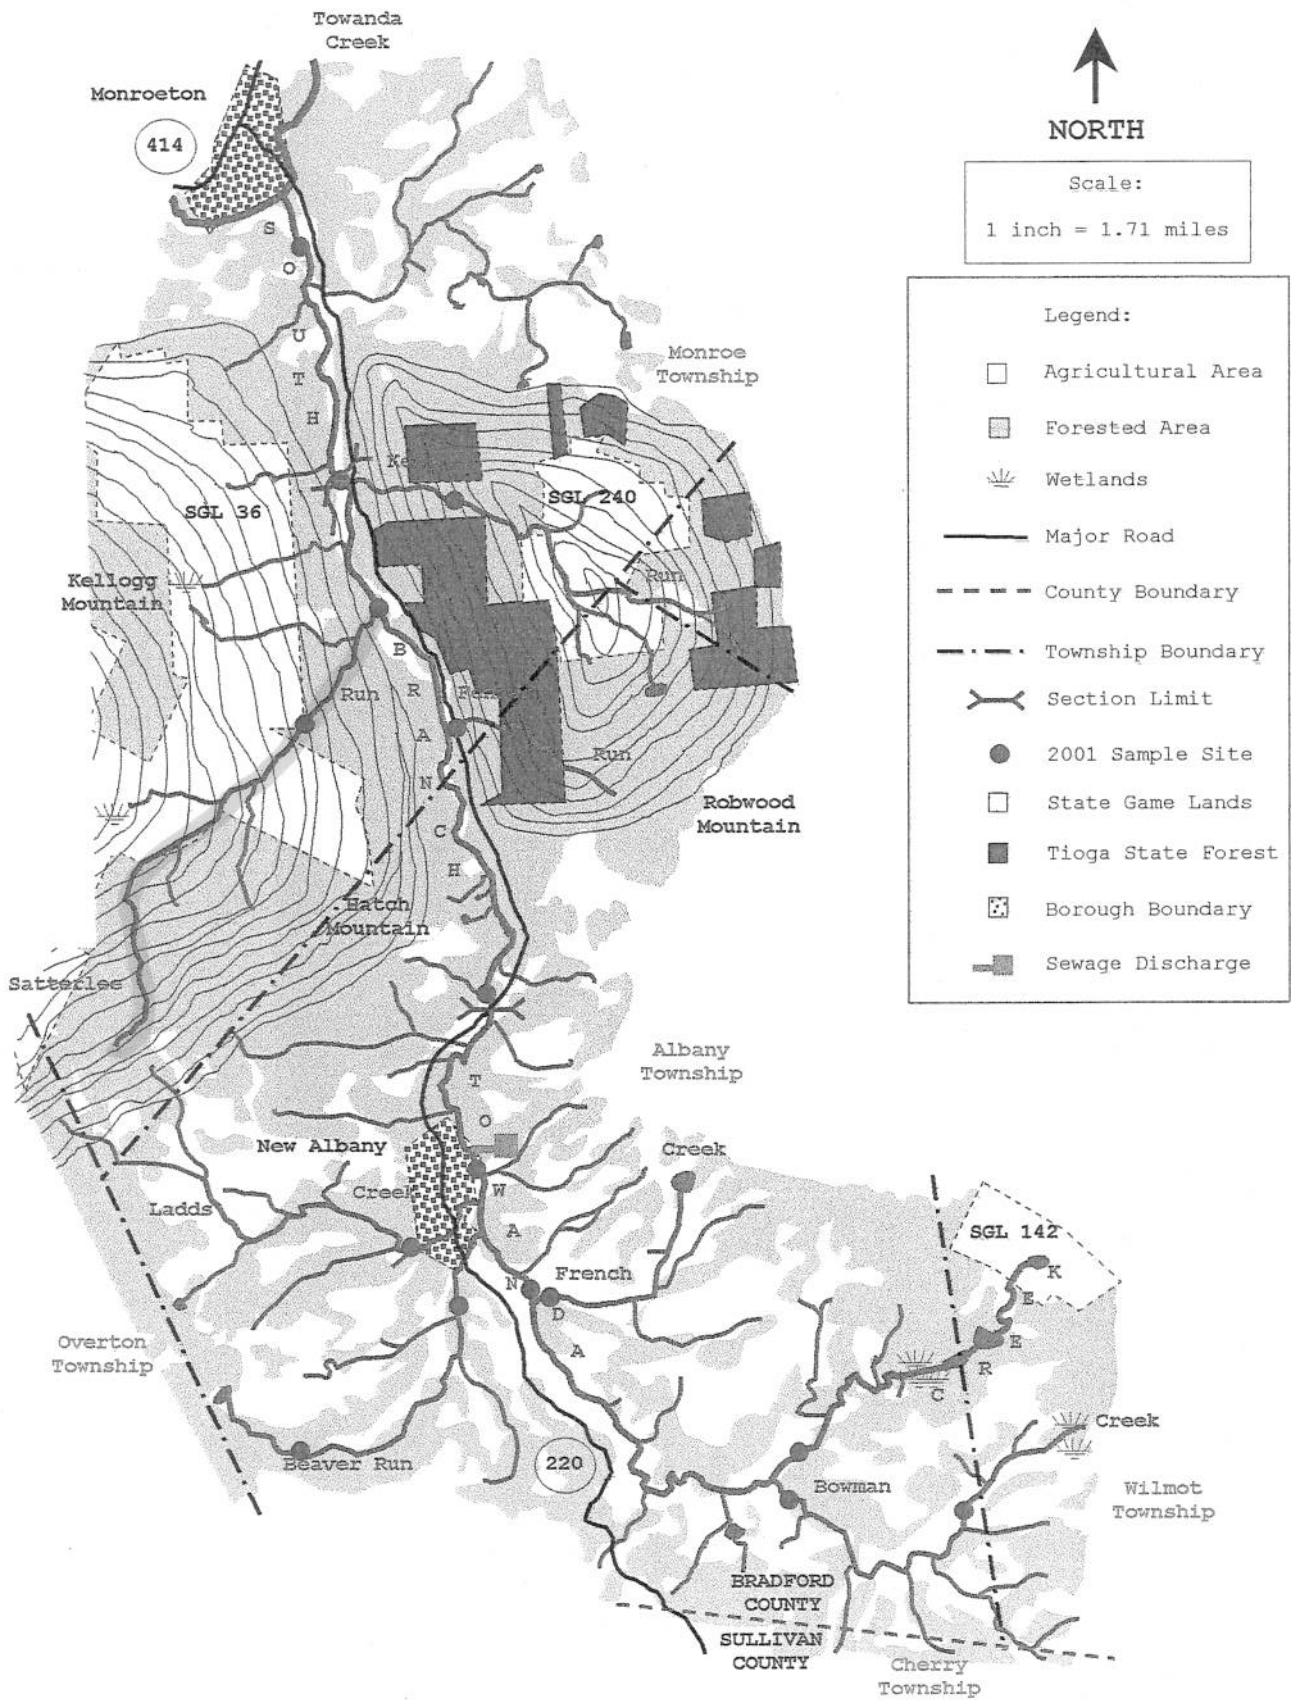 Towanda
Creek
Monroeton
414
NORTH
Scale:
1 inch = 1.71 miles
Legend:
Agricultural Area
Forested Area
Wetlands
Major Road
County Boundary
Township Boundary
Section Limit
2001 Sample Site
State Game Lands
Tioga State Forest
Borough Boundary
Sewage Discharge
SOUTH
BRANCH
TOWANDA
CREEK
Monroe
Township
SGL 36
SGL 240
Kellogg
Mountain
Run
Run
Run
Robwood
Mountain
Hatch
Mountain
Satterlee
Albany
Township
New Albany
Creek
Ladds
Creek
French
SGL 142
Overton
Township
Beaver Run
220
Creek
Bowman
Wilmot
Township
BRADFORD
COUNTY
SULLIVAN
COUNTY
Cherry
Township